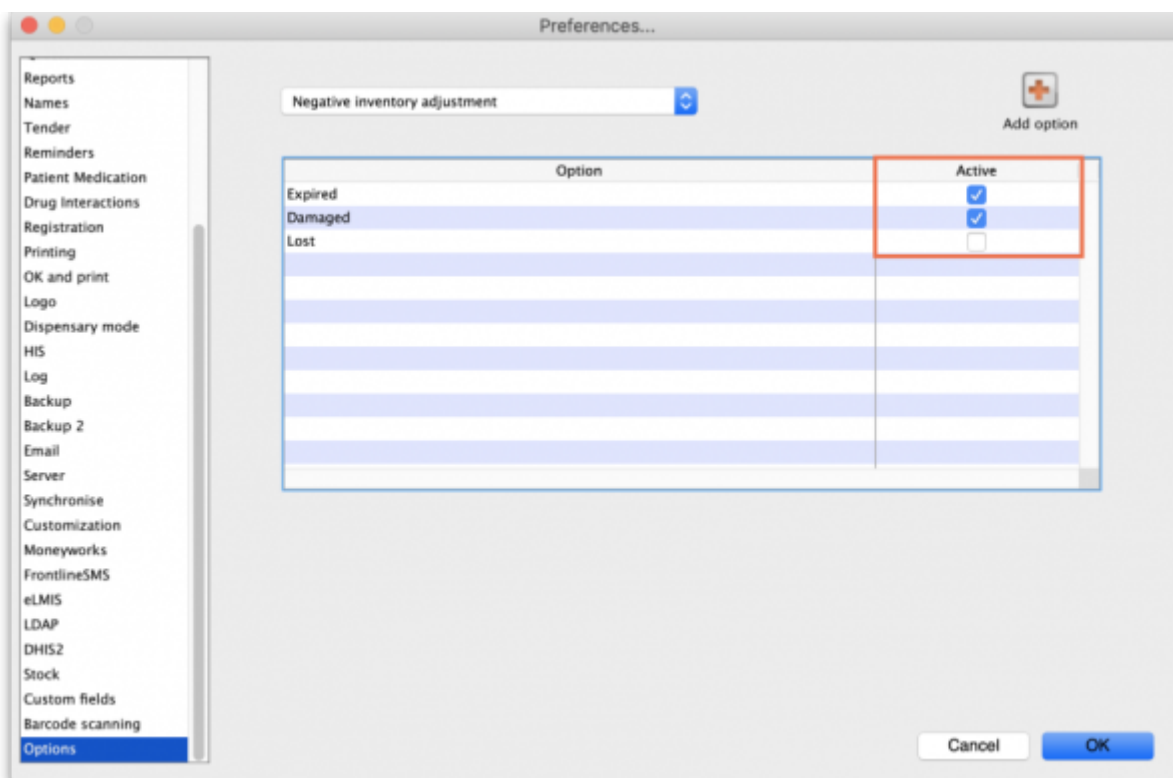 Preferences...
Reports
Names
Tender
Reminders
Patient Medication
Drug Interactions
Registration
Printing
OK and print
Logo
Dispensary mode
HIS
Log
Backup
Backup 2
Email
Server
Synchronise
Customization
Moneyworks
FrontlineSMS
eLMIS
LDAP
DHIS2
Stock
Custom fields
Barcode scanning
Options
Negative inventory adjustment
Add option
Option Active
Expired
Damaged
Lost
Cancel OK